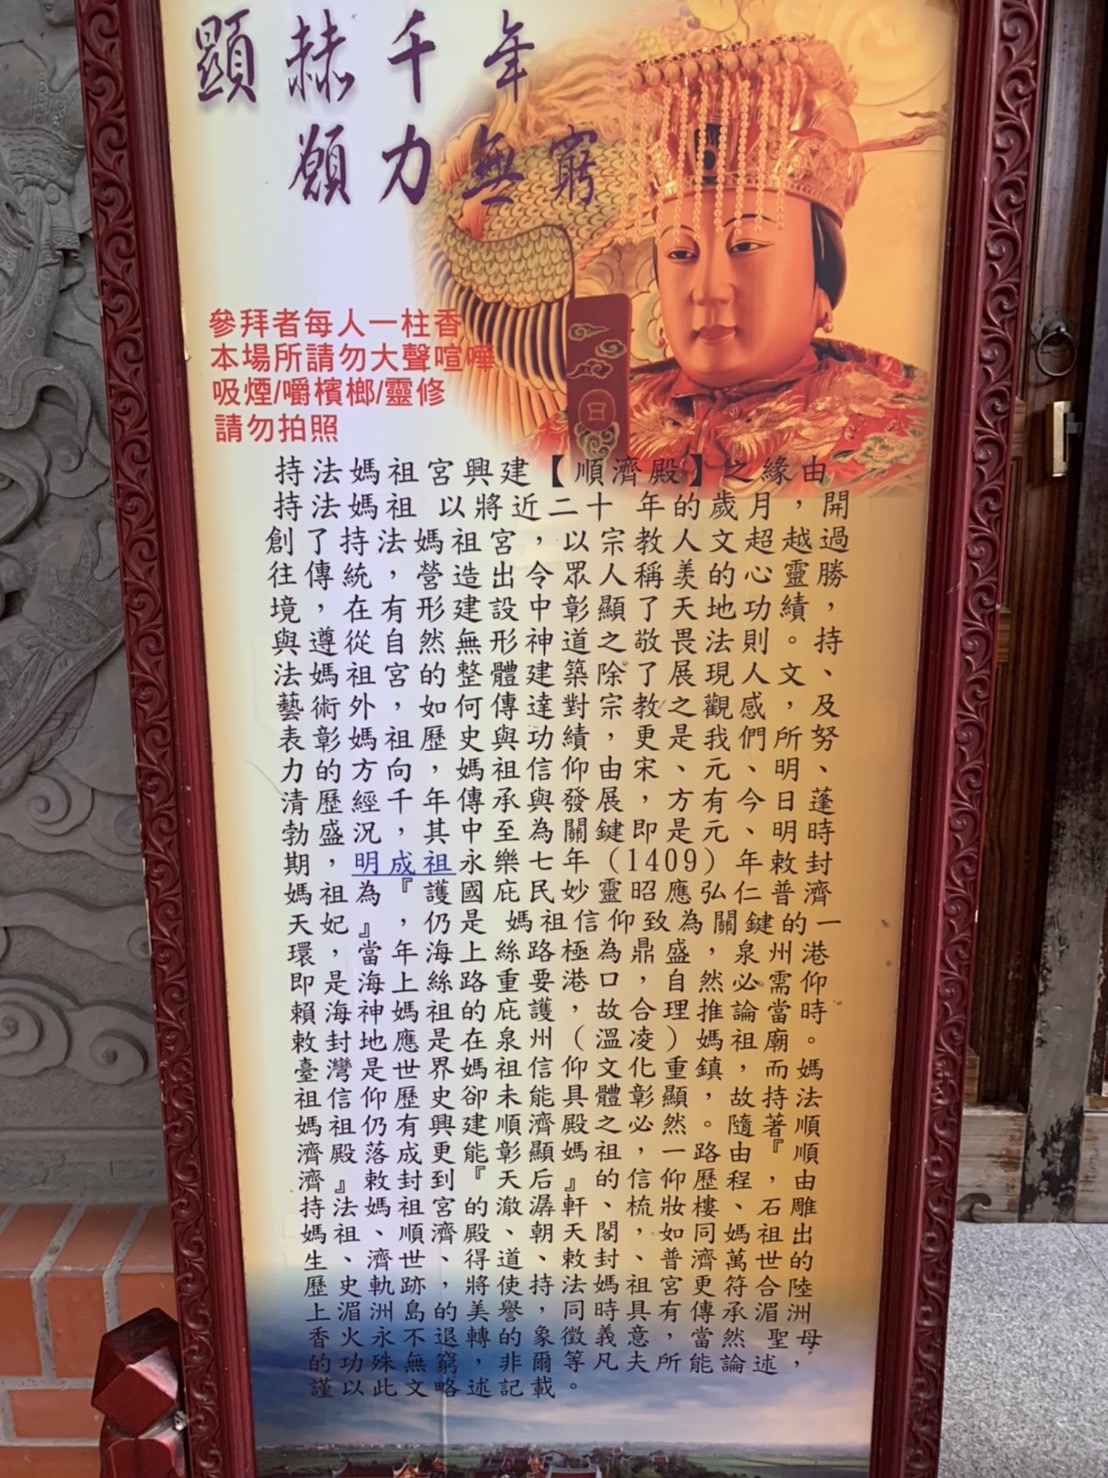 顯赫千年
願力無窮
參拜者每人一柱香
本場所請勿大聲喧嘩
吸煙/嚼檳榔/靈修
請勿拍照
持法媽祖宮興建【順濟殿】之緣由
持法媽祖 以將近二十 年的歲月，開
創了持法媽祖宮，以宗教人文超越過
往傳統，營造出令眾人稱羨的心靈勝
境，在有形建設中彰顯了天地功績，
與遵從自然無形神道之敬畏法則。持
法媽祖宮的整體建築除了展現人文、
藝術外，如何傳達對宗教之觀感，及
表彰媽祖歷史與功績，更是我們所努
力的方向，媽祖信仰由宋、元、明、
清歷經千年傳承與發展，方有今日蓬
勃盛況，其中至為關鍵即是元、明時
期，明成祖永樂七年（1409）年敕封
媽祖為『護國庇民妙靈昭應弘仁普濟
天妃』，仍是 媽祖信仰致為關鍵的一
環，當年海上絲路極為鼎盛，泉州港
即是海上絲路重要港口，自然必需仰
賴海神媽祖的庇護，故合理推論當時
敕封地應是在泉州（溫凌）媽祖廟。
臺灣是世界媽祖信仰文化重鎮，而媽
祖信仰歷史卻未能具體彰顯，故持法
媽祖仍有興建順濟殿之必然。隨著順
濟殿落成更能彰顯媽祖，一路由『順
濟』敕封到『天后』的信仰歷程，由
持法媽祖宮的澈潺軒、梳妝樓、石雕
媽祖、順濟殿、朝天閣，如同媽祖出
生、濟世、得道、敕封、普濟萬世的
歷史軌跡，將使持法媽祖宮更符合陸
上湄洲島的美譽，同時具有傳承湄洲
香火永不退轉的象徵義意，當然 聖母
的功殊無窮，非爾等凡夫所能論述，
謹以此文略述記載。